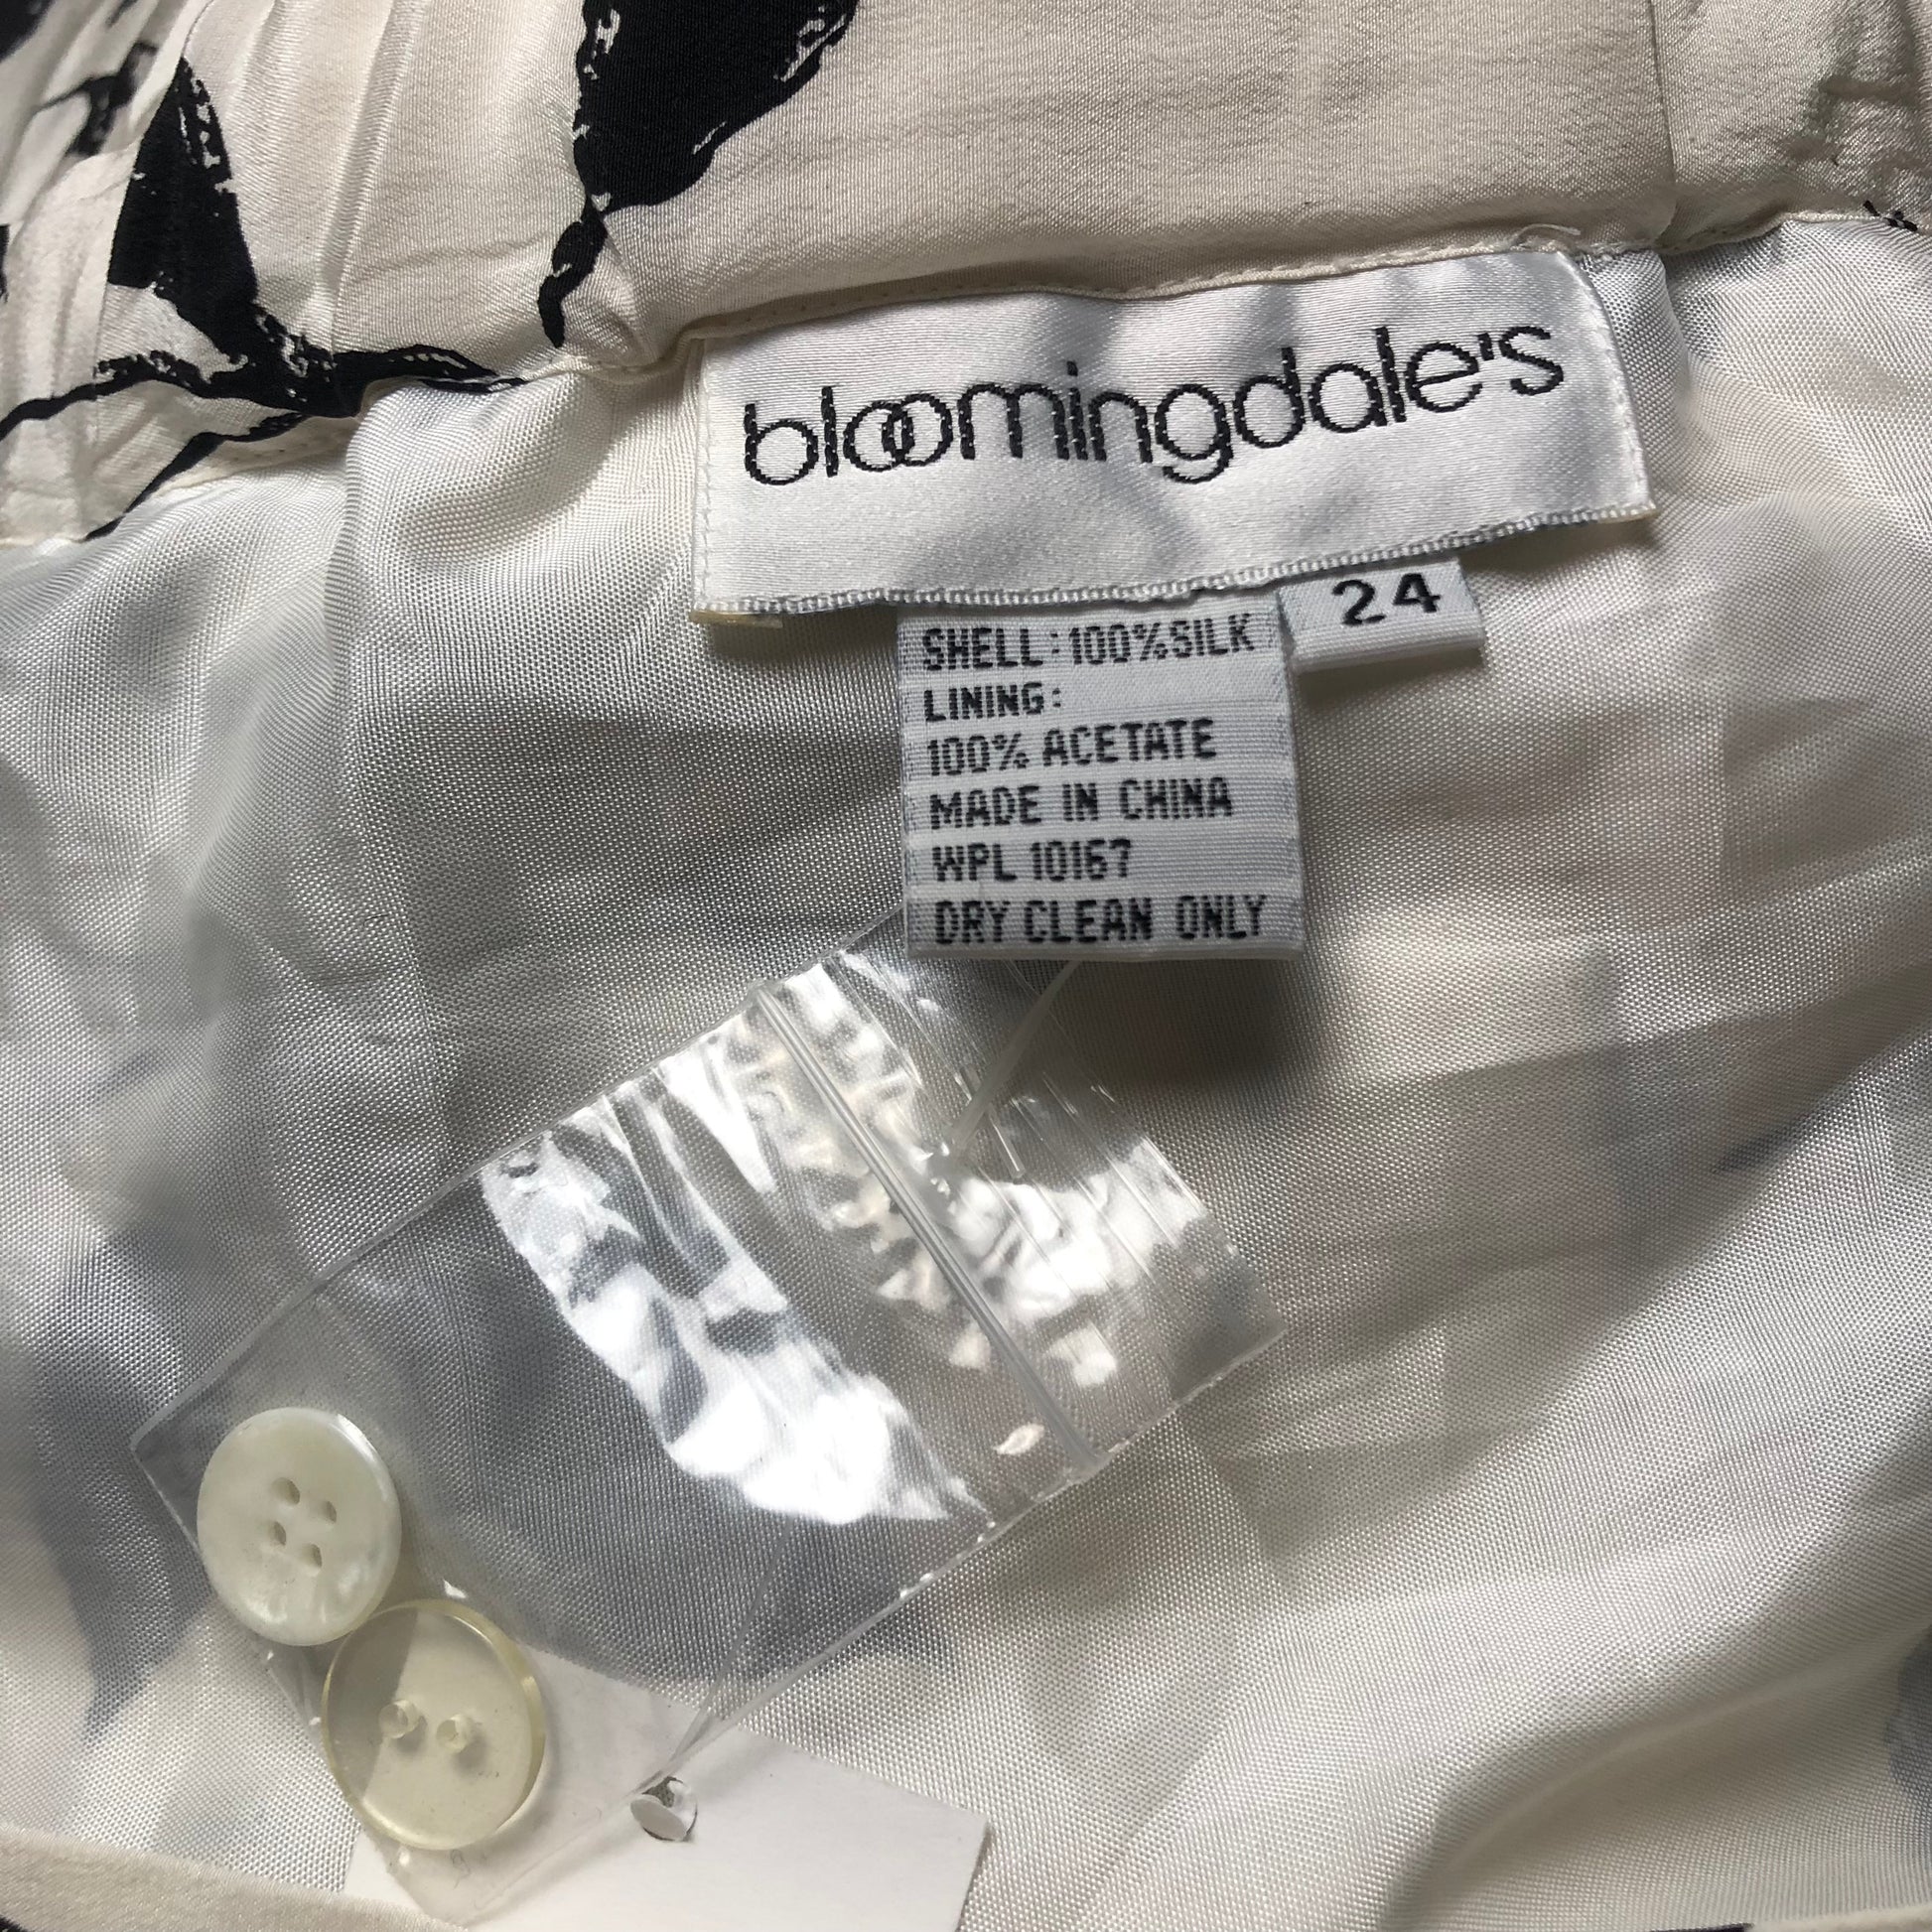 bloomingdale's
24
SHELL: 100%SILK
LINING:
100% ACETATE
MADE IN CHINA
WPL 10167
DRY CLEAN ONLY